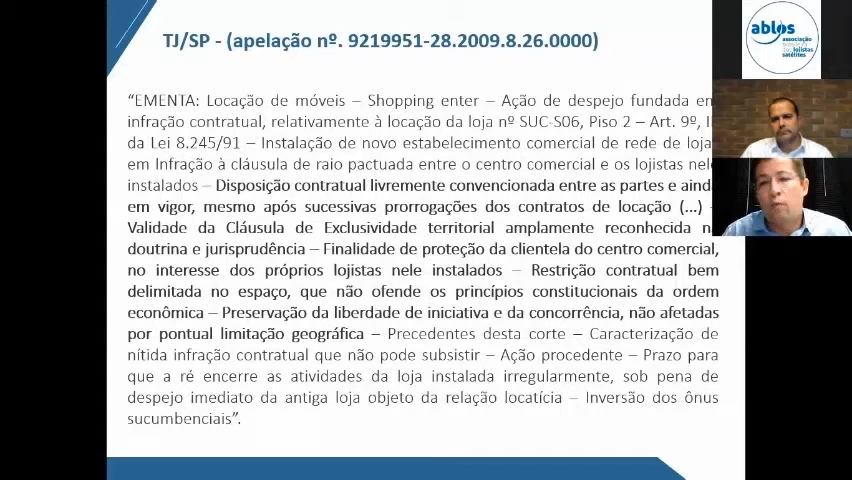 TJ/SP - (apelação nº. 9219951-28.2009.8.26.0000)
“EMENTA: Locação de móveis – Shopping enter – Ação de despejo fundada em
infração contratual, relativamente à locação da loja nº SUC-S06, Piso 2 – Art. 9º,
da Lei 8.245/91 – Instalação de novo estabelecimento comercial de rede de loja
em Infração à cláusula de raio pactuada entre o centro comercial e os lojistas nele
instalados – Disposição contratual livremente convencionada entre as partes e ainda
em vigor, mesmo após sucessivas prorrogações dos contratos de locação (...)
Validade da Cláusula de Exclusividade territorial amplamente reconhecida n
doutrina e jurisprudência – Finalidade de proteção da clientela do centro comercial,
no interesse dos próprios lojistas nele instalados – Restrição contratual bem
delimitada no espaço, que não ofende os princípios constitucionais da ordem
econômica – Preservação da liberdade de iniciativa e da concorrência, não afetadas
por pontual limitação geográfica – Precedentes desta corte – Caracterização de
nítida infração contratual que não pode subsistir – Ação procedente – Prazo para
que a ré encerre as atividades da loja instalada irregularmente, sob pena de
despejo imediato da antiga loja objeto da relação locatícia – Inversão dos ônus
sucumbenciais”.
ablos
associação
dos lojistas
satélites